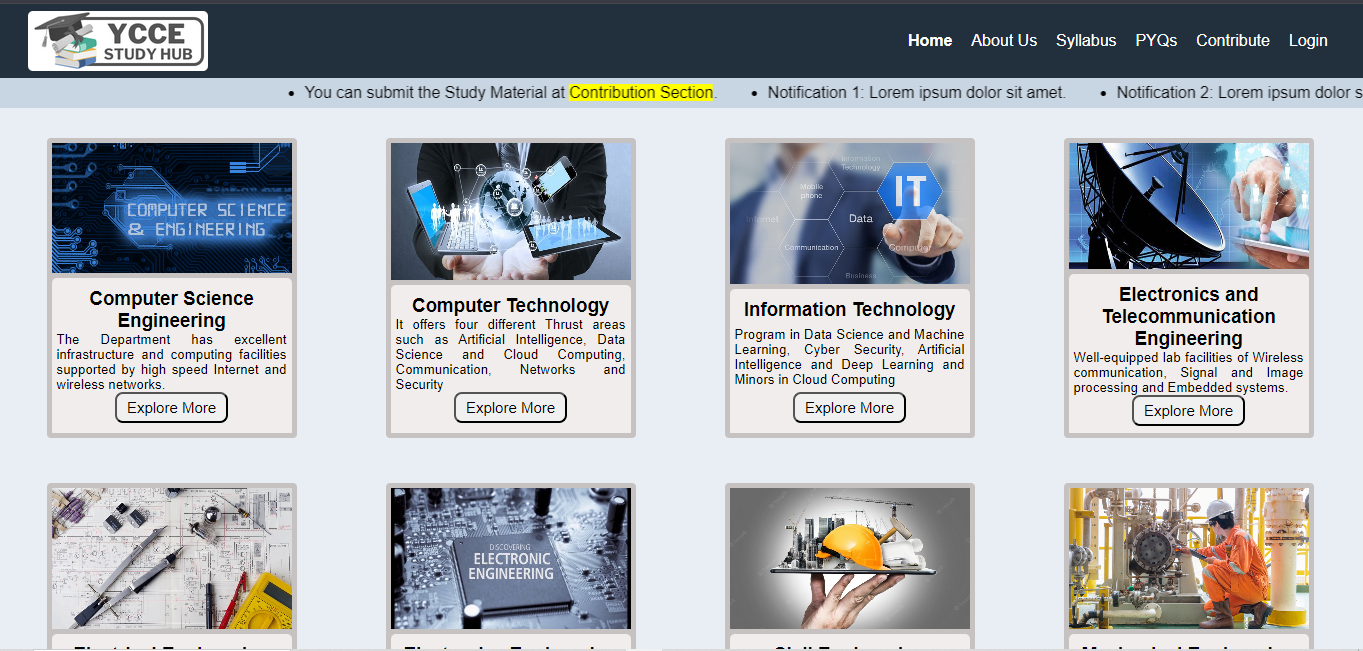 YCCE
STUDY HUB
Home About Us Syllabus PYQs Contribute Login
• You can submit the Study Material at Contribution Section. • Notification 1: Lorem ipsum dolor sit amet. • Notification 2: Lorem ipsum dolor s
COMPUTER SCIENCE
& ENGINEERING
Computer Science
Engineering
The Department has excellent
infrastructure and computing facilities
supported by high speed Internet and
wireless networks.
Explore More
Computer Technology
It offers four different Thrust areas
such as Artificial Intelligence, Data
Science and Cloud Computing,
Communication, Networks and
Security
Explore More
Information
Technology
Mobile
phone
IT
Internet
Data
Communication
Computer
Business
Information Technology
Program in Data Science and Machine
Learning, Cyber Security, Artificial
Intelligence and Deep Learning and
Minors in Cloud Computing
Explore More
Electronics and
Telecommunication
Engineering
Well-equipped lab facilities of Wireless
communication, Signal and Image
processing and Embedded systems.
Explore More
DISCOVERING
ELECTRONIC
ENGINEERING